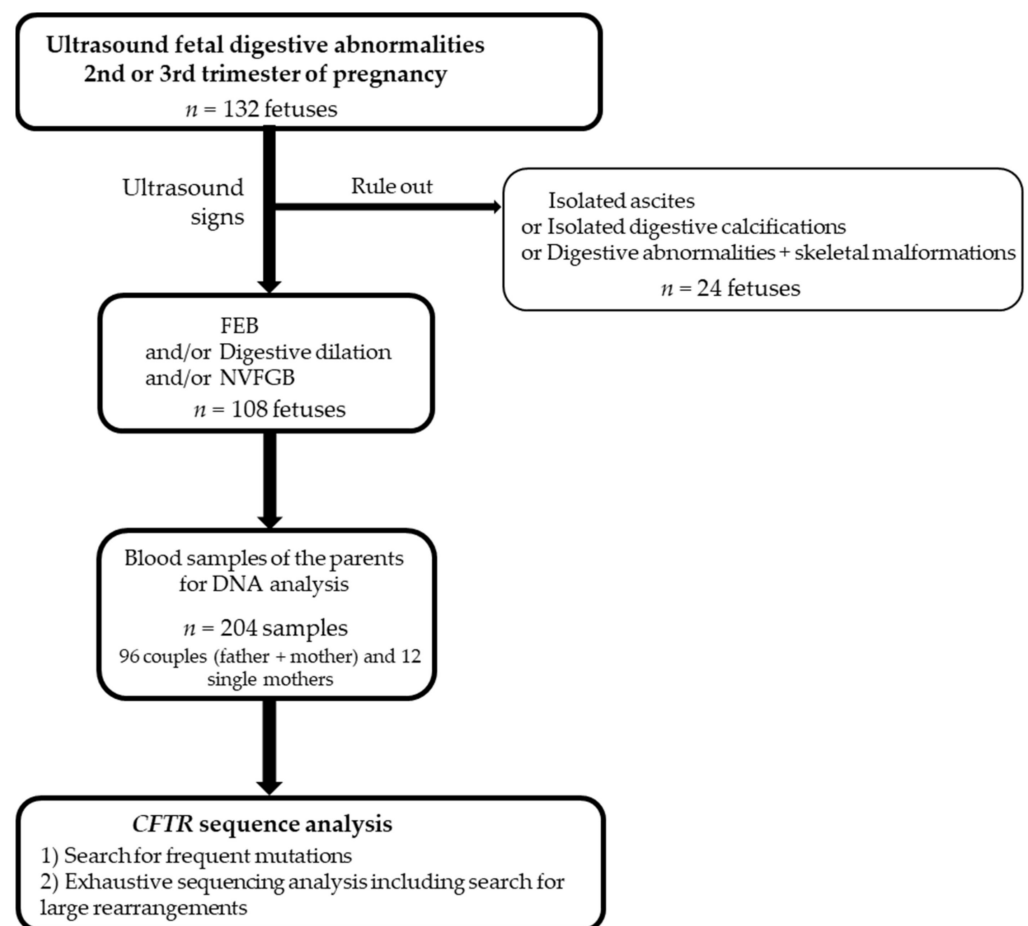 Ultrasound fetal digestive abnormalities
2nd or 3rd trimester of pregnancy
n = 132 fetuses
Ultrasound
signs
Rule out
Isolated ascites
or Isolated digestive calcifications
or Digestive abnormalities + skeletal malformations
n = 24 fetuses
FEB
and/or Digestive dilation
and/or NVFGB
n = 108 fetuses
Blood samples of the parents
for DNA analysis
n = 204 samples
96 couples (father + mother) and 12
single mothers
CFTR sequence analysis
1) Search for frequent mutations
2) Exhaustive sequencing analysis including search for
large rearrangements